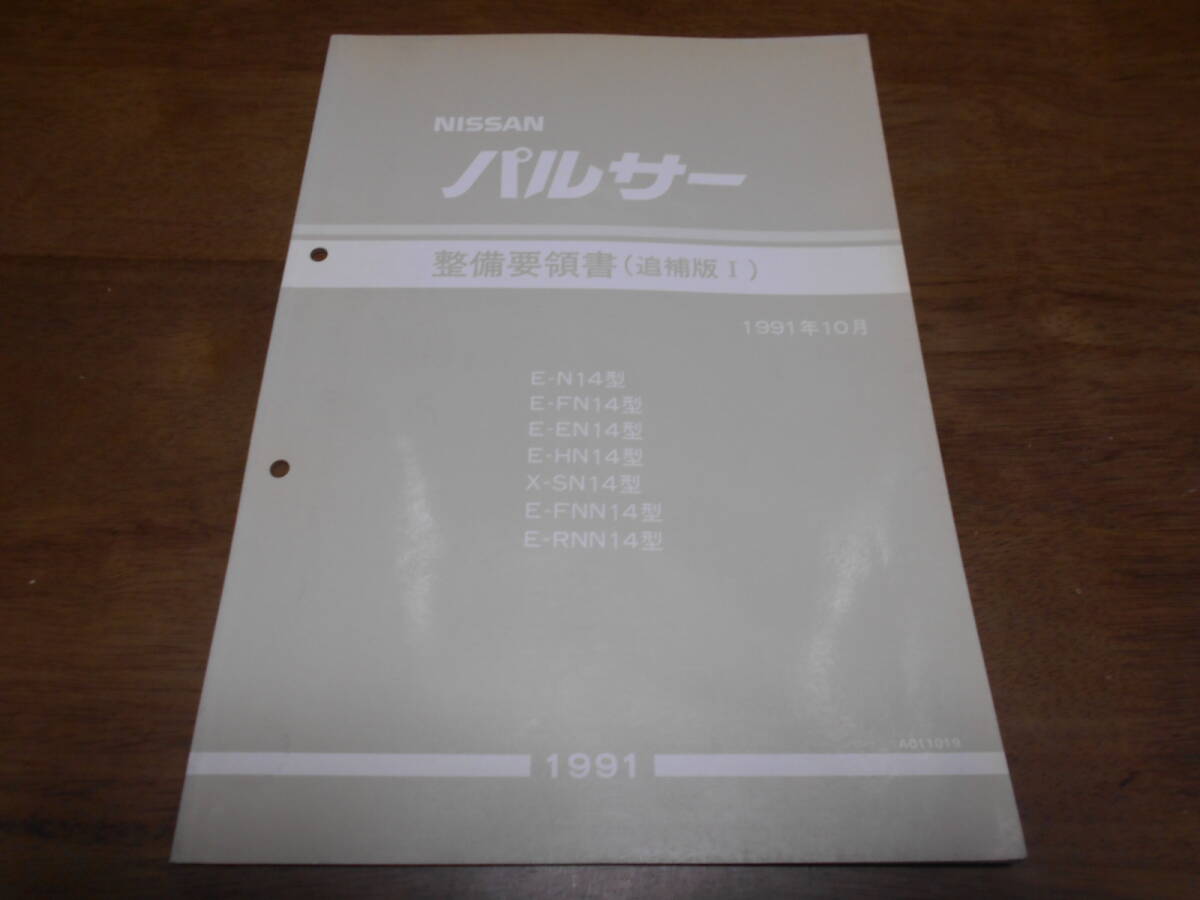 NISSAN
パルサー
整備要領書(追補版Ⅰ)
1991年10月
E-N14型
E-FN14型
E-EN14型
E-HN14型
X-SN14型
E-FNN14型
E-RNN14型
A011019
1991